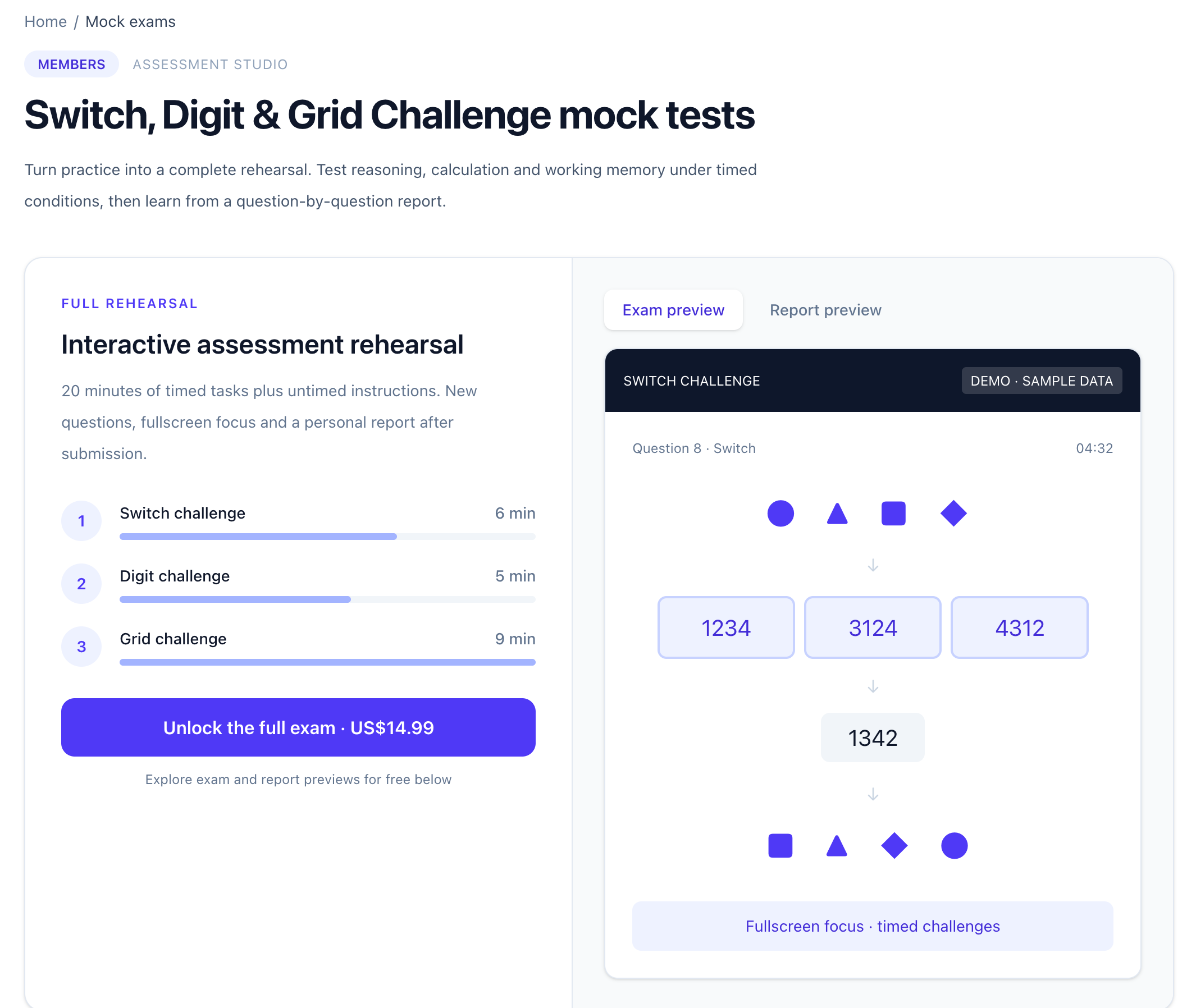 Home / Mock exams
MEMBERS ASSESSMENT STUDIO
Switch, Digit & Grid Challenge mock tests
Turn practice into a complete rehearsal. Test reasoning, calculation and working memory under timed
conditions, then learn from a question-by-question report.
FULL REHEARSAL
Interactive assessment rehearsal
20 minutes of timed tasks plus untimed instructions. New
questions, fullscreen focus and a personal report after
submission.
1 Switch challenge 6 min
2 Digit challenge 5 min
3 Grid challenge 9 min
Unlock the full exam · US$14.99
Explore exam and report previews for free below
Exam preview Report preview
SWITCH CHALLENGE DEMO · SAMPLE DATA
Question 8 · Switch 04:32
↓
1234 3124 4312
↓
1342
↓
Fullscreen focus · timed challenges